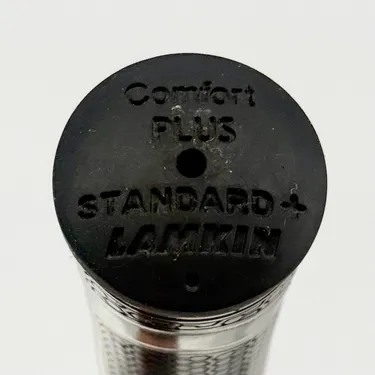 Comfort
PLUS
STANDARD+
LAMKIN